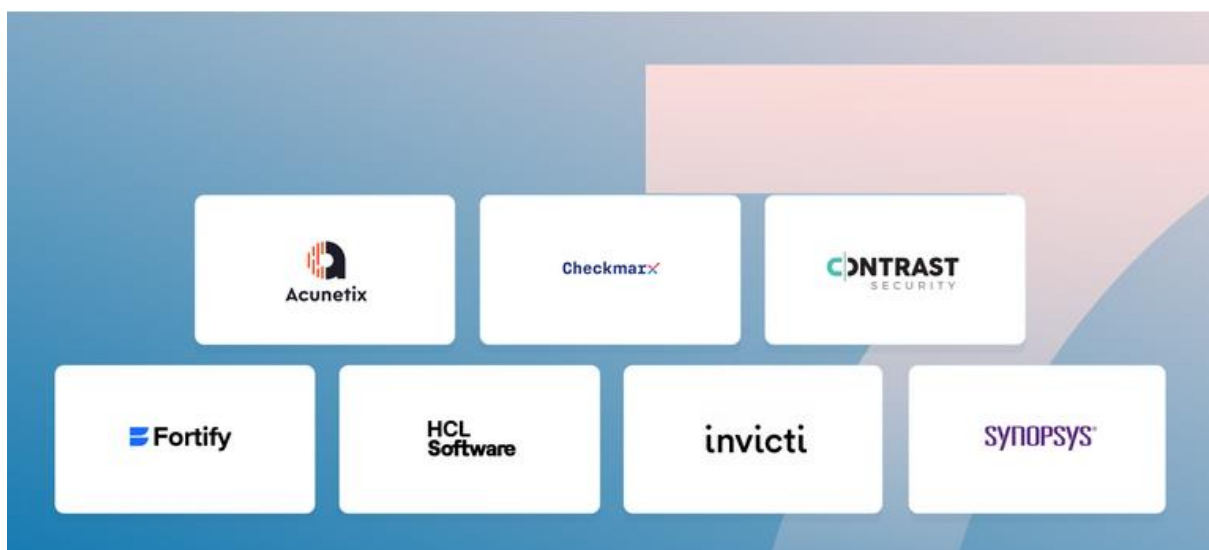 Acunetix
Checkmarx
CONTRAST
SECURITY
Fortify
HCL
Software
invicti
SYNOPSYS®